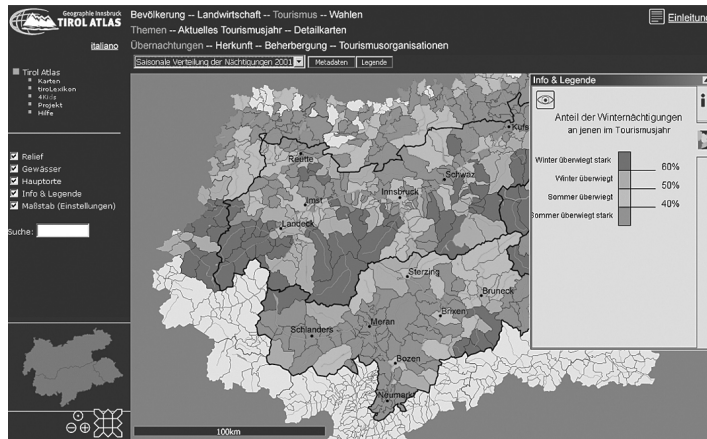 Geographie Innsbruck
TIROL ATLAS
italiano
Bevölkerung -- Landwirtschaft -- Tourismus -- Wahlen
Themen -- Aktuelles Tourismusjahr -- Detailkarten
Übernachtungen -- Herkunft -- Beherbergung -- Tourismusorganisationen
Einleitung
Saisonale Verteilung der Nächtigungen 2001
Metadaten
Legende
Tirol Atlas
Karten
tiroLexikon
4Kids
Projekt
Hilfe
Relief
Gewässer
Hauptorte
Info & Legende
Maßstab (Einstellungen)
Suche:
Info & Legende
Anteil der Winternächtigungen
an jenen im Tourismusjahr
Winter überwiegt stark
60%
Winter überwiegt
50%
Sommer überwiegt
40%
Sommer überwiegt stark
Kufs
Reutte
Schwaz
Innsbruck
Imst
Landeck
Sterzing
Bruneck
Brixen
Meran
Schlanders
Bozen
Neumarkt
100km